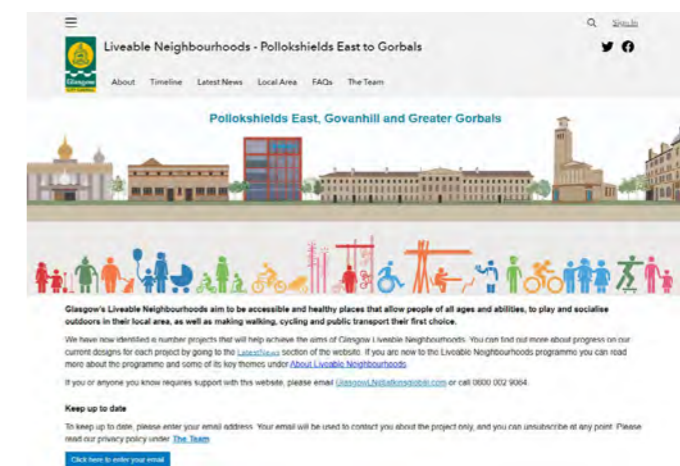 Sign In
Liveable Neighbourhoods - Pollokshields East to Gorbals
Glasgow
CITY COUNCIL
About Timeline Latest News Local Area FAQs The Team
Pollokshields East, Govanhill and Greater Gorbals
Glasgow's Liveable Neighbourhoods aim to be accessible and healthy places that allow people of all ages and abilities, to play and socialise
outdoors in their local area, as well as making walking, cycling and public transport their first choice.
We have now identified a number projects that will help achieve the aims of Glasgow Liveable Neighbourhoods. You can find out more about progress on our
current designs for each project by going to the Latest News section of the website. If you are new to the Liveable Neighbourhoods programme you can read
more about the programme and some of its key themes under About Liveable Neighbourhoods.
If you or anyone you know requires support with this website, please email or call 0800 002 9064.
Keep up to date
To keep up to date, please enter your email address. Your email will be used to contact you about the project only, and you can unsubscribe at any point. Please
read our privacy policy under The Team
Click here to enter your email